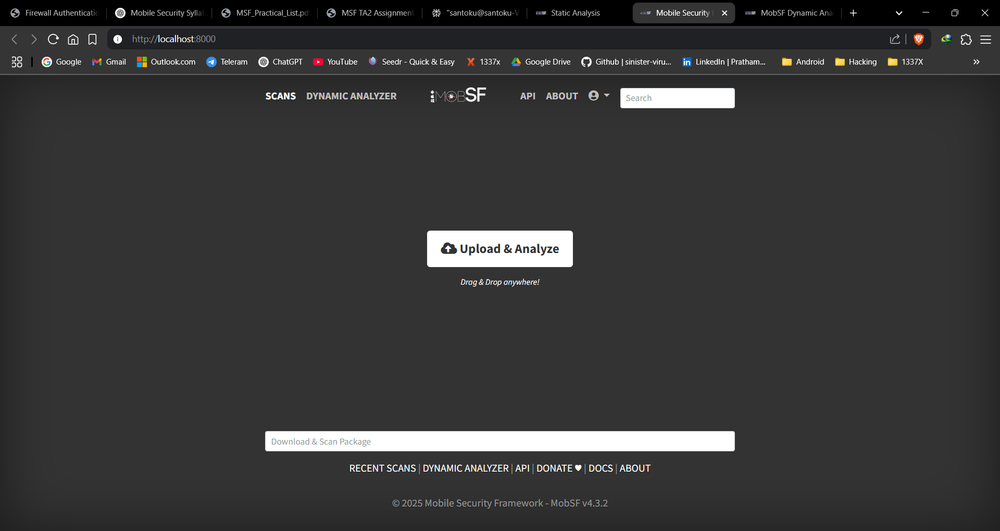 Firewall Authenticatio
Mobile Security Sylla
MSF_Practical_List.pd
MSF TA2 Assignment
"santoku@santoku-V
Static Analysis
Mobile Security
MobSF Dynamic Ana
http://localhost:8000
Google
Gmail
Outlook.com
Teleram
ChatGPT
YouTube
Seedr - Quick & Easy
1337x
Google Drive
Github | sinister-viru...
LinkedIn | Pratham...
Android
Hacking
1337X
SCANS
DYNAMIC ANALYZER
MOBSF
API
ABOUT
Search
Upload & Analyze
Drag & Drop anywhere!
Download & Scan Package
RECENT SCANS | DYNAMIC ANALYZER | API | DONATE ♥ | DOCS | ABOUT
© 2025 Mobile Security Framework - MobSF v4.3.2